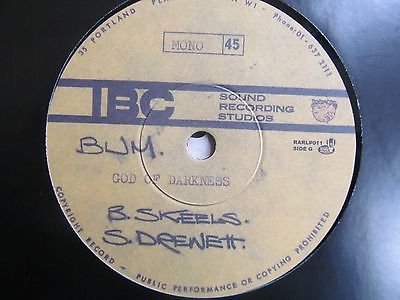 35 PORTLAND W1 - Phone: 01 - 637 2111
MONO 45
IBC
SOUND
RECORDING
STUDIOS
BUM.
RARLP011
SIDE G
GOD OF DARKNESS
B. SKEELS.
S. DREWETT.
COPYRIGHT RECORD - PUBLIC PERFORMANCE OR COPYING PROHIBITED